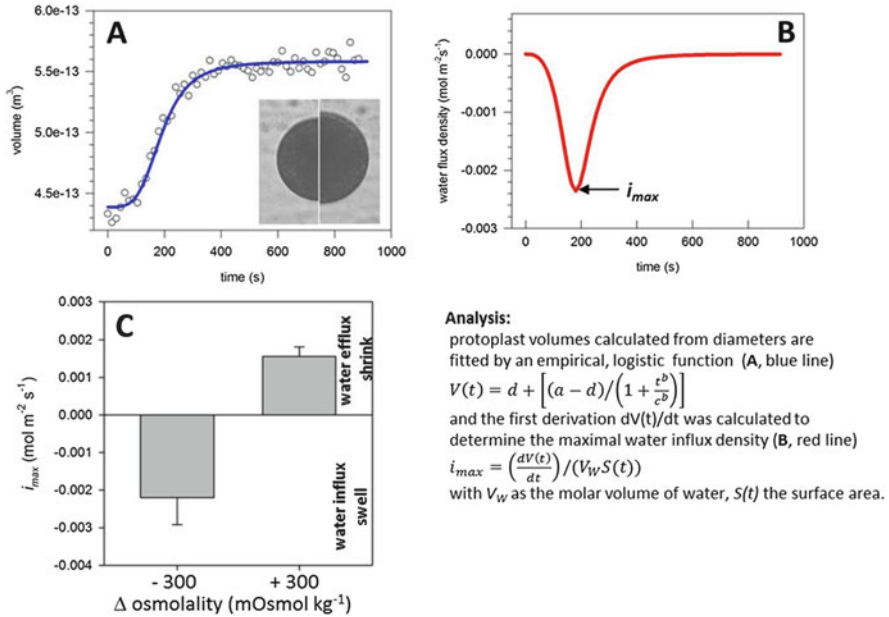 A
6.0e-13
5.5e-13
5.0e-13
4.5e-13
volume (m³)
0 200 400 600 800 1000
time (s)
B
0.000
-0.001
-0.002
-0.003
water flux density (mol m⁻²s⁻¹)
i_max
0 200 400 600 800 1000
time (s)
C
0.003
0.002
0.001
0.000
-0.001
-0.002
-0.003
-0.004
i_max (mol m⁻² s⁻¹)
water efflux
shrink
water influx
swell
- 300 + 300
Δ osmolality (mOsmol kg⁻¹)
Analysis:
protoplast volumes calculated from diameters are
fitted by an empirical, logistic function (A, blue line)
V(t) = d + [(a − d)/(1 + t^b/c^b)]
and the first derivation dV(t)/dt was calculated to
determine the maximal water influx density (B, red line)
i_max = (dV(t)/dt)/(V_W S(t))
with V_W as the molar volume of water, S(t) the surface area.